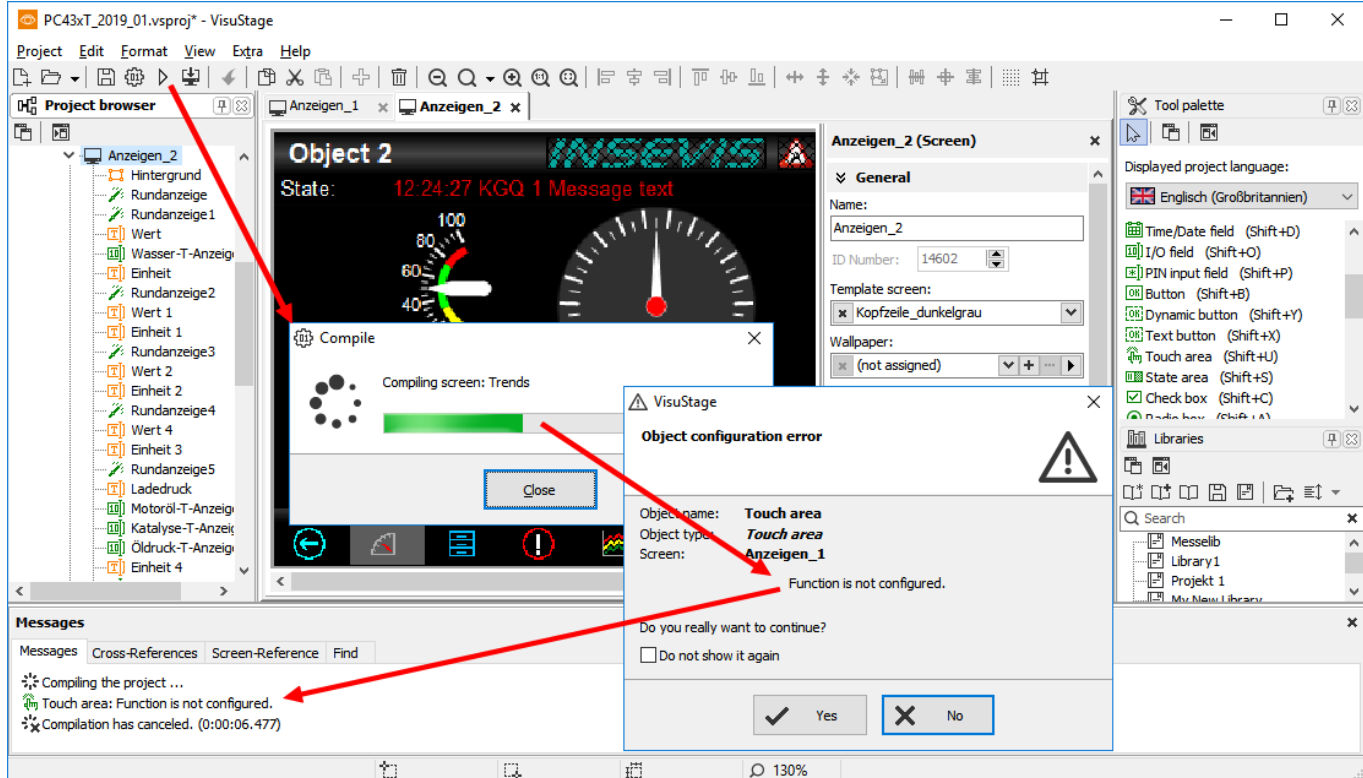 PC43xT_2019_01.vsproj* - VisuStage
Project Edit Format View Extra Help
Project browser
Anzeigen_2
Hintergrund
Rundanzeige
Rundanzeige1
Wert
Wasser-T-Anzeig
Einheit
Rundanzeige2
Wert 1
Einheit 1
Rundanzeige3
Wert 2
Einheit 2
Rundanzeige4
Wert 4
Einheit 3
Rundanzeige5
Ladedruck
Motoröl-T-Anzeig
Katalyse-T-Anzeig
Öldruck-T-Anzeig
Einheit 4
Anzeigen_1
Anzeigen_2
Object 2
INSEVIS
State: 12:24:27 KGQ 1 Message text
100
80
60
40
Anzeigen_2 (Screen)
General
Name:
Anzeigen_2
ID Number: 14602
Template screen:
Kopfzeile_dunkelgrau
Wallpaper:
(not assigned)
Tool palette
Displayed project language:
Englisch (Großbritannien)
Time/Date field (Shift+D)
I/O field (Shift+O)
PIN input field (Shift+P)
Button (Shift+B)
Dynamic button (Shift+Y)
Text button (Shift+X)
Touch area (Shift+U)
State area (Shift+S)
Check box (Shift+C)
Radio box (Shift+A)
Libraries
Search
Messelib
Library1
Projekt 1
My New Library
Compile
Compiling screen: Trends
Close
VisuStage
Object configuration error
Object name: Touch area
Object type: Touch area
Screen: Anzeigen_1
Function is not configured.
Do you really want to continue?
Do not show it again
Yes
No
Messages
Messages Cross-References Screen-Reference Find
Compiling the project ...
Touch area: Function is not configured.
Compilation has canceled. (0:00:06.477)
130%